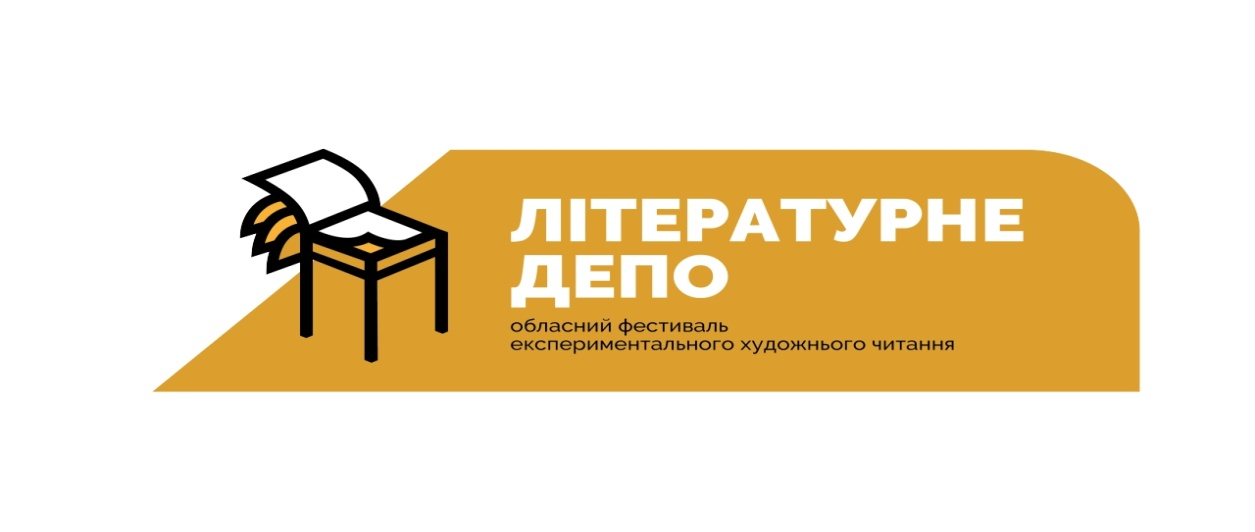 ЛІТЕРАТУРНЕ
ДЕПО
обласний фестиваль
експериментального художнього читання